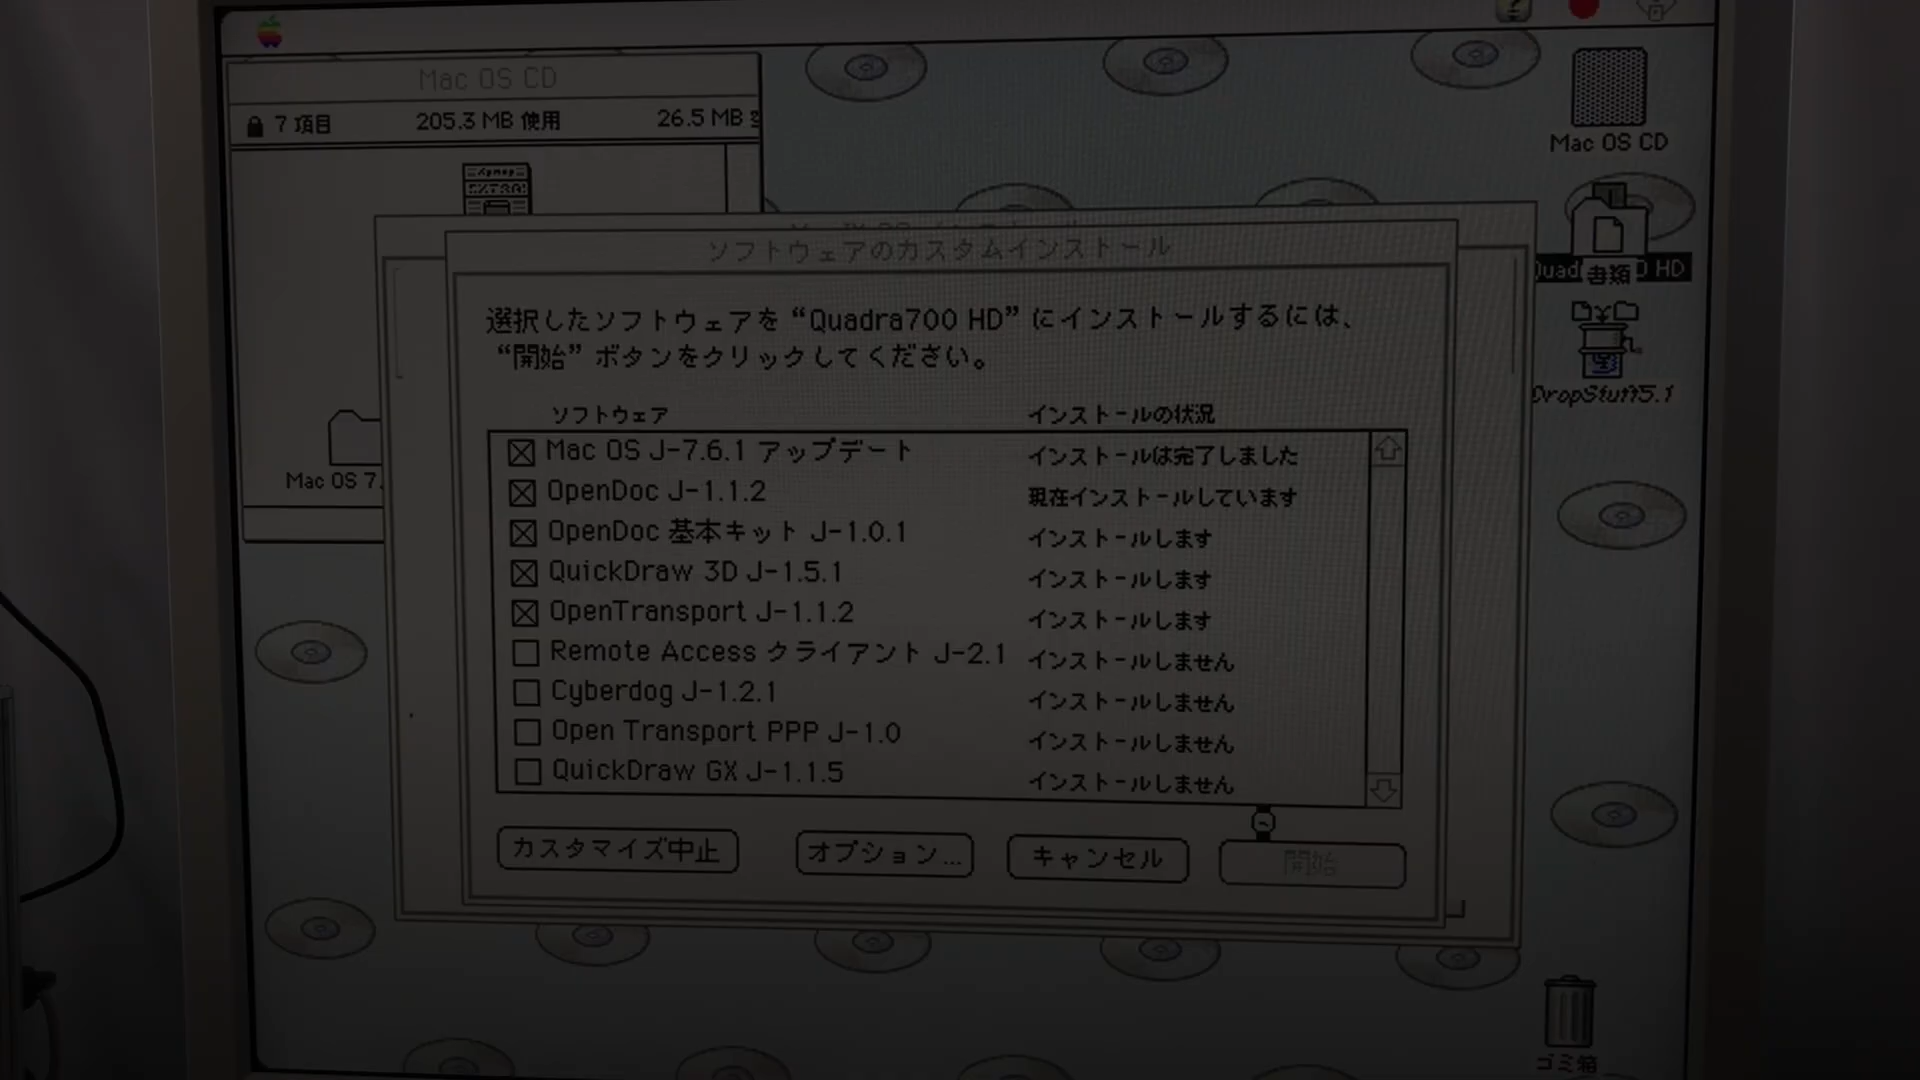 Mac OS CD
7 項目 205.3 MB 使用 26.5 MB
EXTRA!
Mac OS 7.
ソフトウェアのカスタムインストール
選択したソフトウェアを “Quadra700 HD” にインストールするには、
“開始” ボタンをクリックしてください。
ソフトウェア インストールの状況
Mac OS J-7.6.1 アップデート インストールは完了しました
OpenDoc J-1.1.2 現在インストールしています
OpenDoc 基本キット J-1.0.1 インストールします
QuickDraw 3D J-1.5.1 インストールします
OpenTransport J-1.1.2 インストールします
Remote Access クライアント J-2.1 インストールしません
Cyberdog J-1.2.1 インストールしません
Open Transport PPP J-1.0 インストールしません
QuickDraw GX J-1.1.5 インストールしません
カスタマイズ中止 オプション... キャンセル 開始
Mac OS CD
書類
HD
DropStuff5.1
ゴミ箱